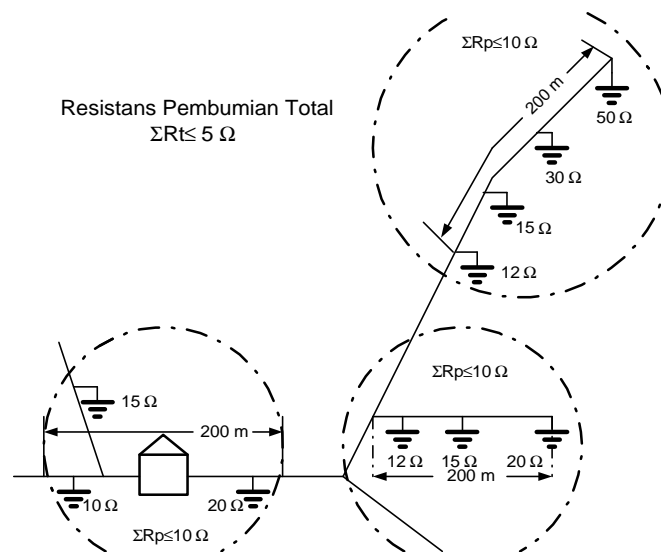 ΣRp≤10 Ω
200 m
50 Ω
30 Ω
15 Ω
12 Ω
Resistans Pembumian Total
ΣRt≤ 5 Ω
ΣRp≤10 Ω
15 Ω
200 m
12 Ω
15 Ω
20 Ω
200 m
10 Ω
20 Ω
ΣRp≤10 Ω